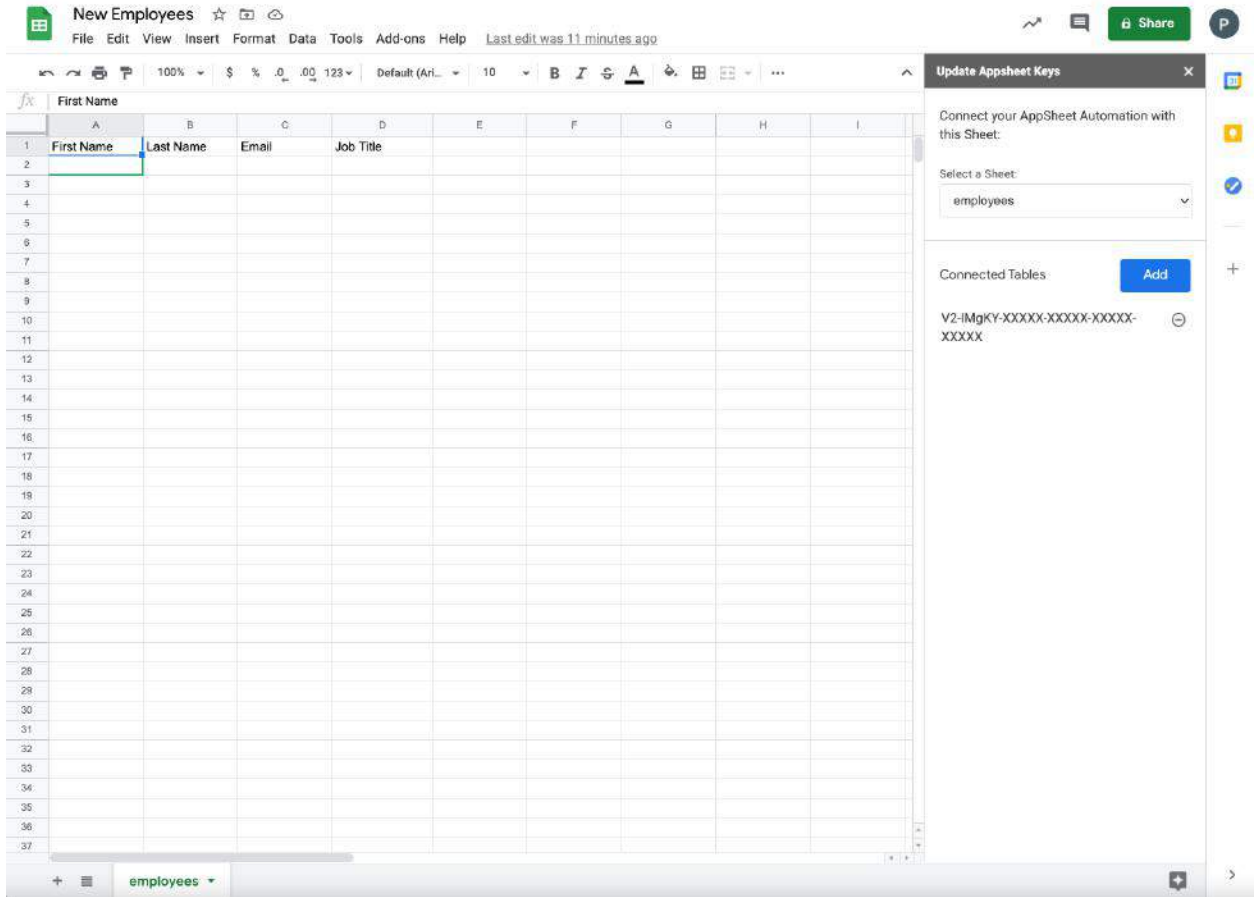 New Employees
File Edit View Insert Format Data Tools Add-ons Help Last edit was 11 minutes ago
Share
P
100% $ % .0 .00 123 Default (Ari... 10 B I S A ...
Update Appsheet Keys
fx First Name
A B C D E F G H I
1 First Name Last Name Email Job Title
2
3
4
5
6
7
8
9
10
11
12
13
14
15
16
17
18
19
20
21
22
23
24
25
26
27
28
29
30
31
32
33
34
35
36
37
Connect your AppSheet Automation with
this Sheet:
Select a Sheet:
employees
Connected Tables Add
V2-IMgKY-XXXXX-XXXXX-XXXXX-
XXXXX
31
employees